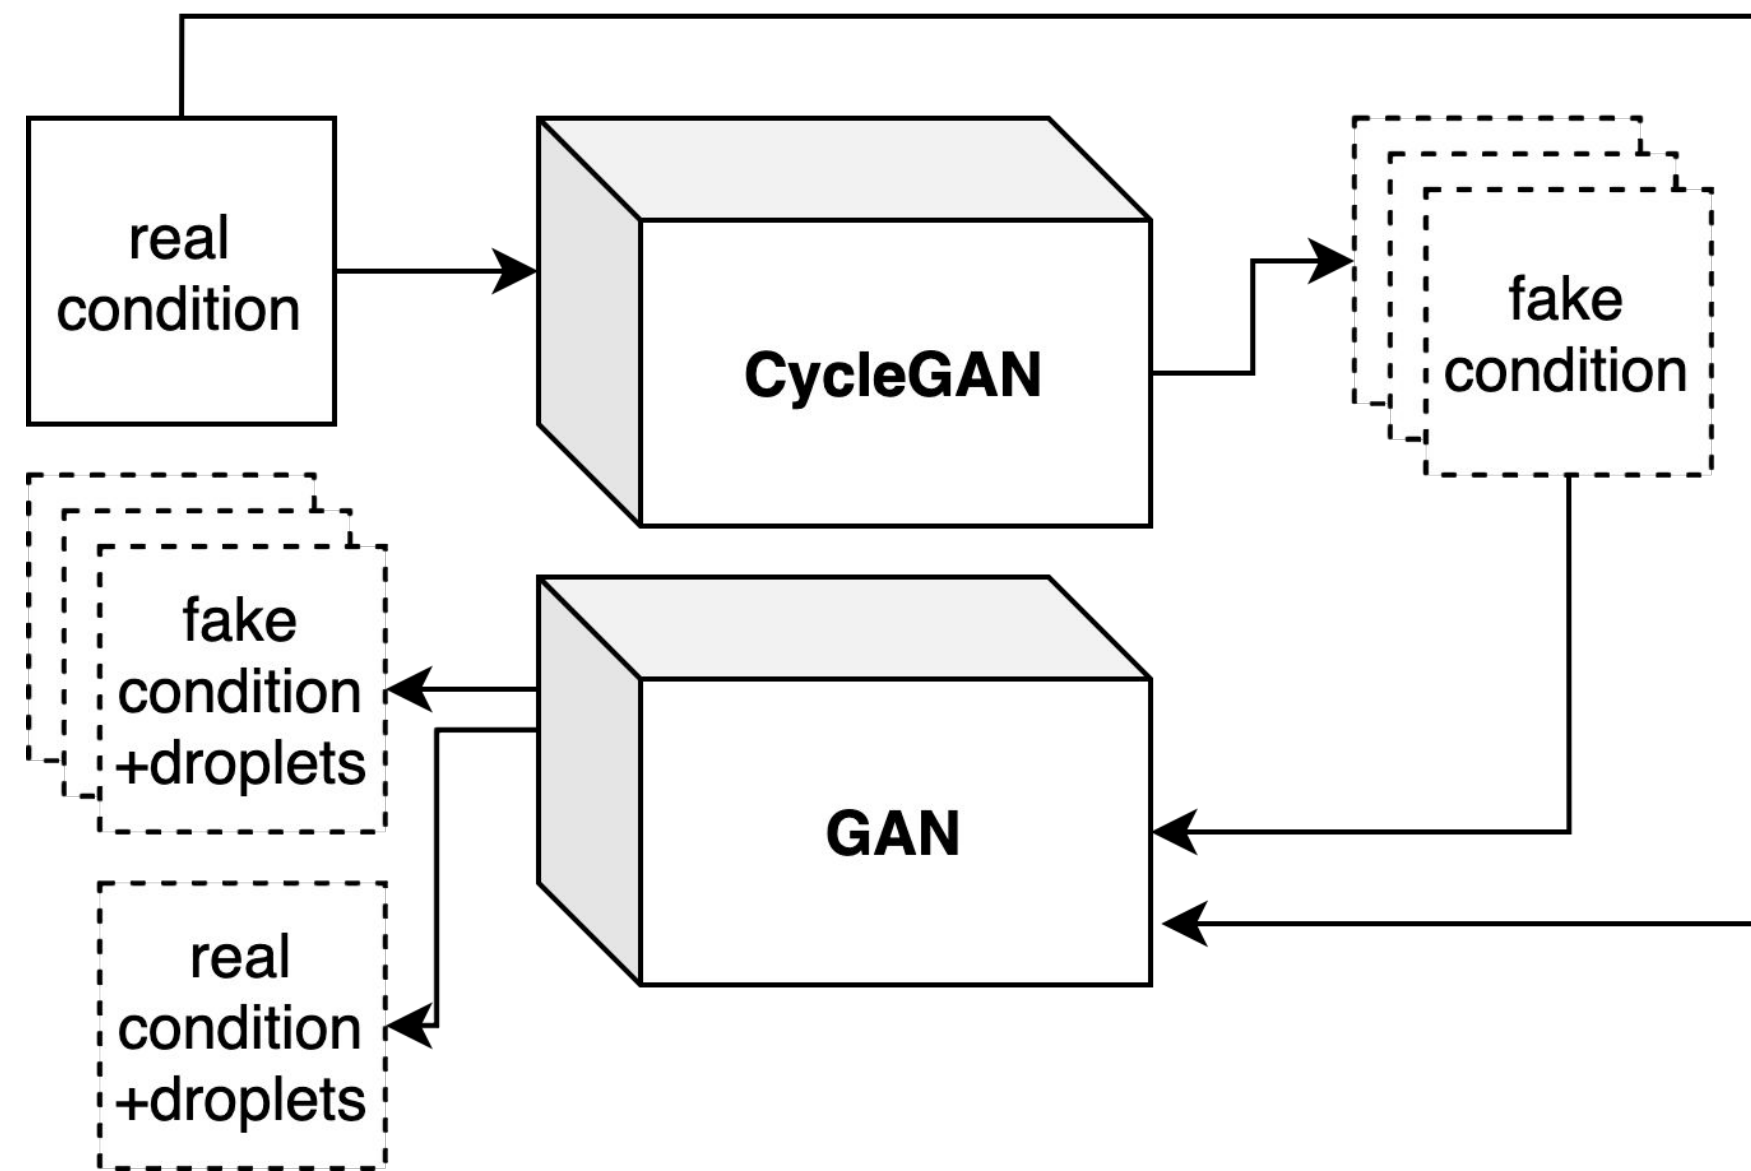 real
condition
CycleGAN
fake
condition
fake
condition
+droplets
GAN
real
condition
+droplets